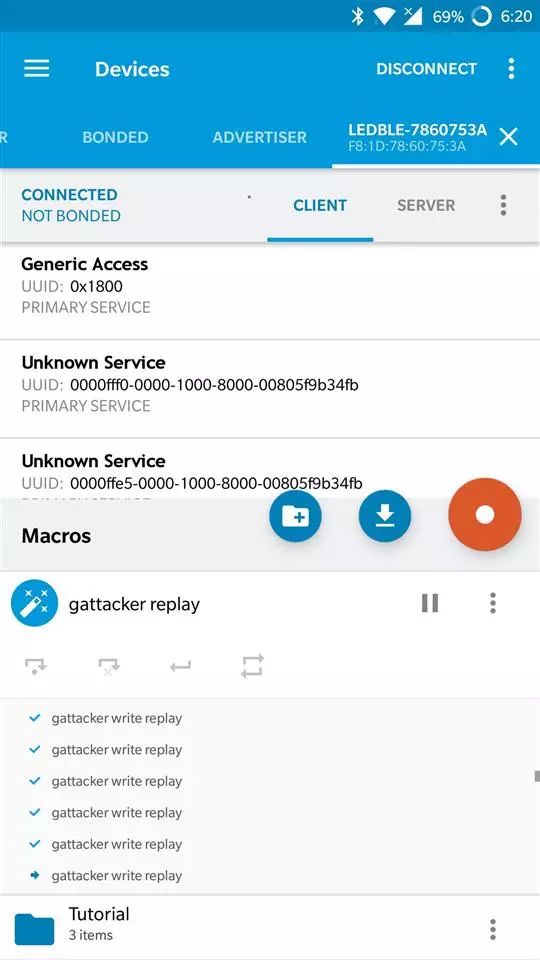 69% 6:20
Devices DISCONNECT
R BONDED ADVERTISER LEDBLE-7860753A
F8:1D:78:60:75:3A
CONNECTED
NOT BONDED
CLIENT SERVER
Generic Access
UUID: 0x1800
PRIMARY SERVICE
Unknown Service
UUID: 0000fff0-0000-1000-8000-00805f9b34fb
PRIMARY SERVICE
Unknown Service
UUID: 0000ffe5-0000-1000-8000-00805f9b34fb
Macros
gattacker replay
gattacker write replay
gattacker write replay
gattacker write replay
gattacker write replay
gattacker write replay
gattacker write replay
Tutorial
3 items